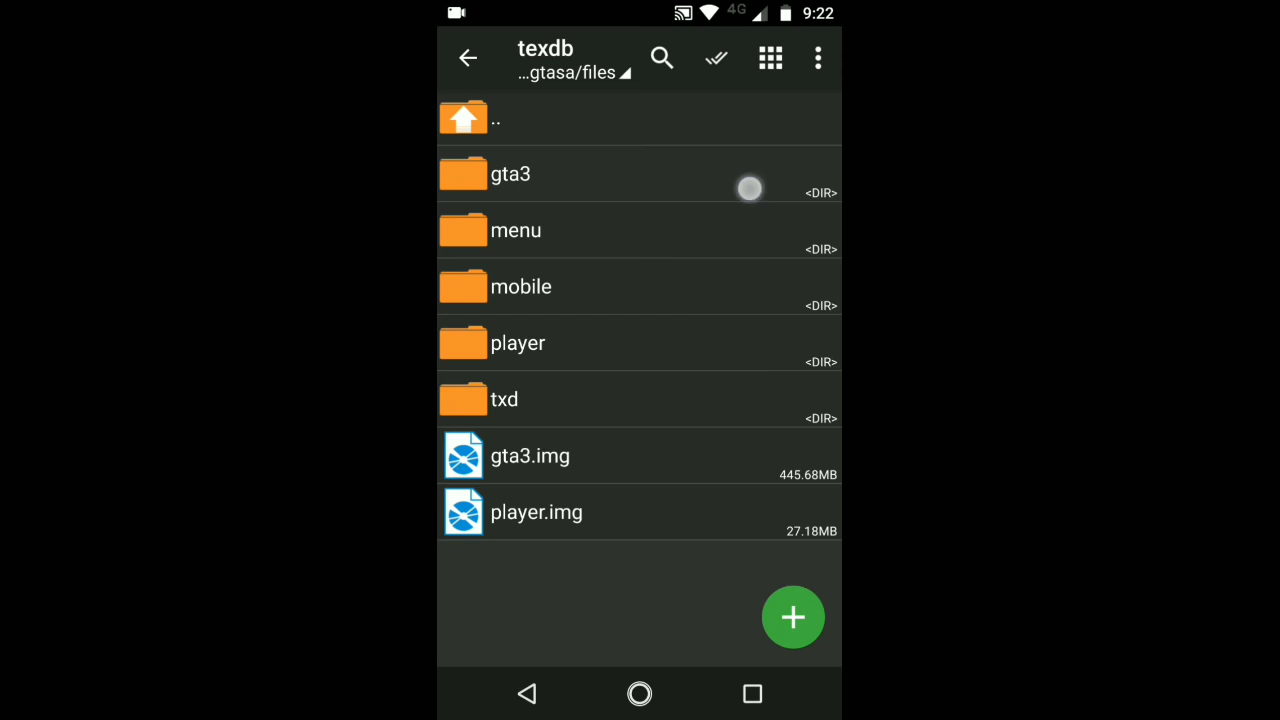 4G 9:22
texdb
...gtasa/files
..
gta3
<DIR>
menu
<DIR>
mobile
<DIR>
player
<DIR>
txd
<DIR>
gta3.img
445.68MB
player.img
27.18MB